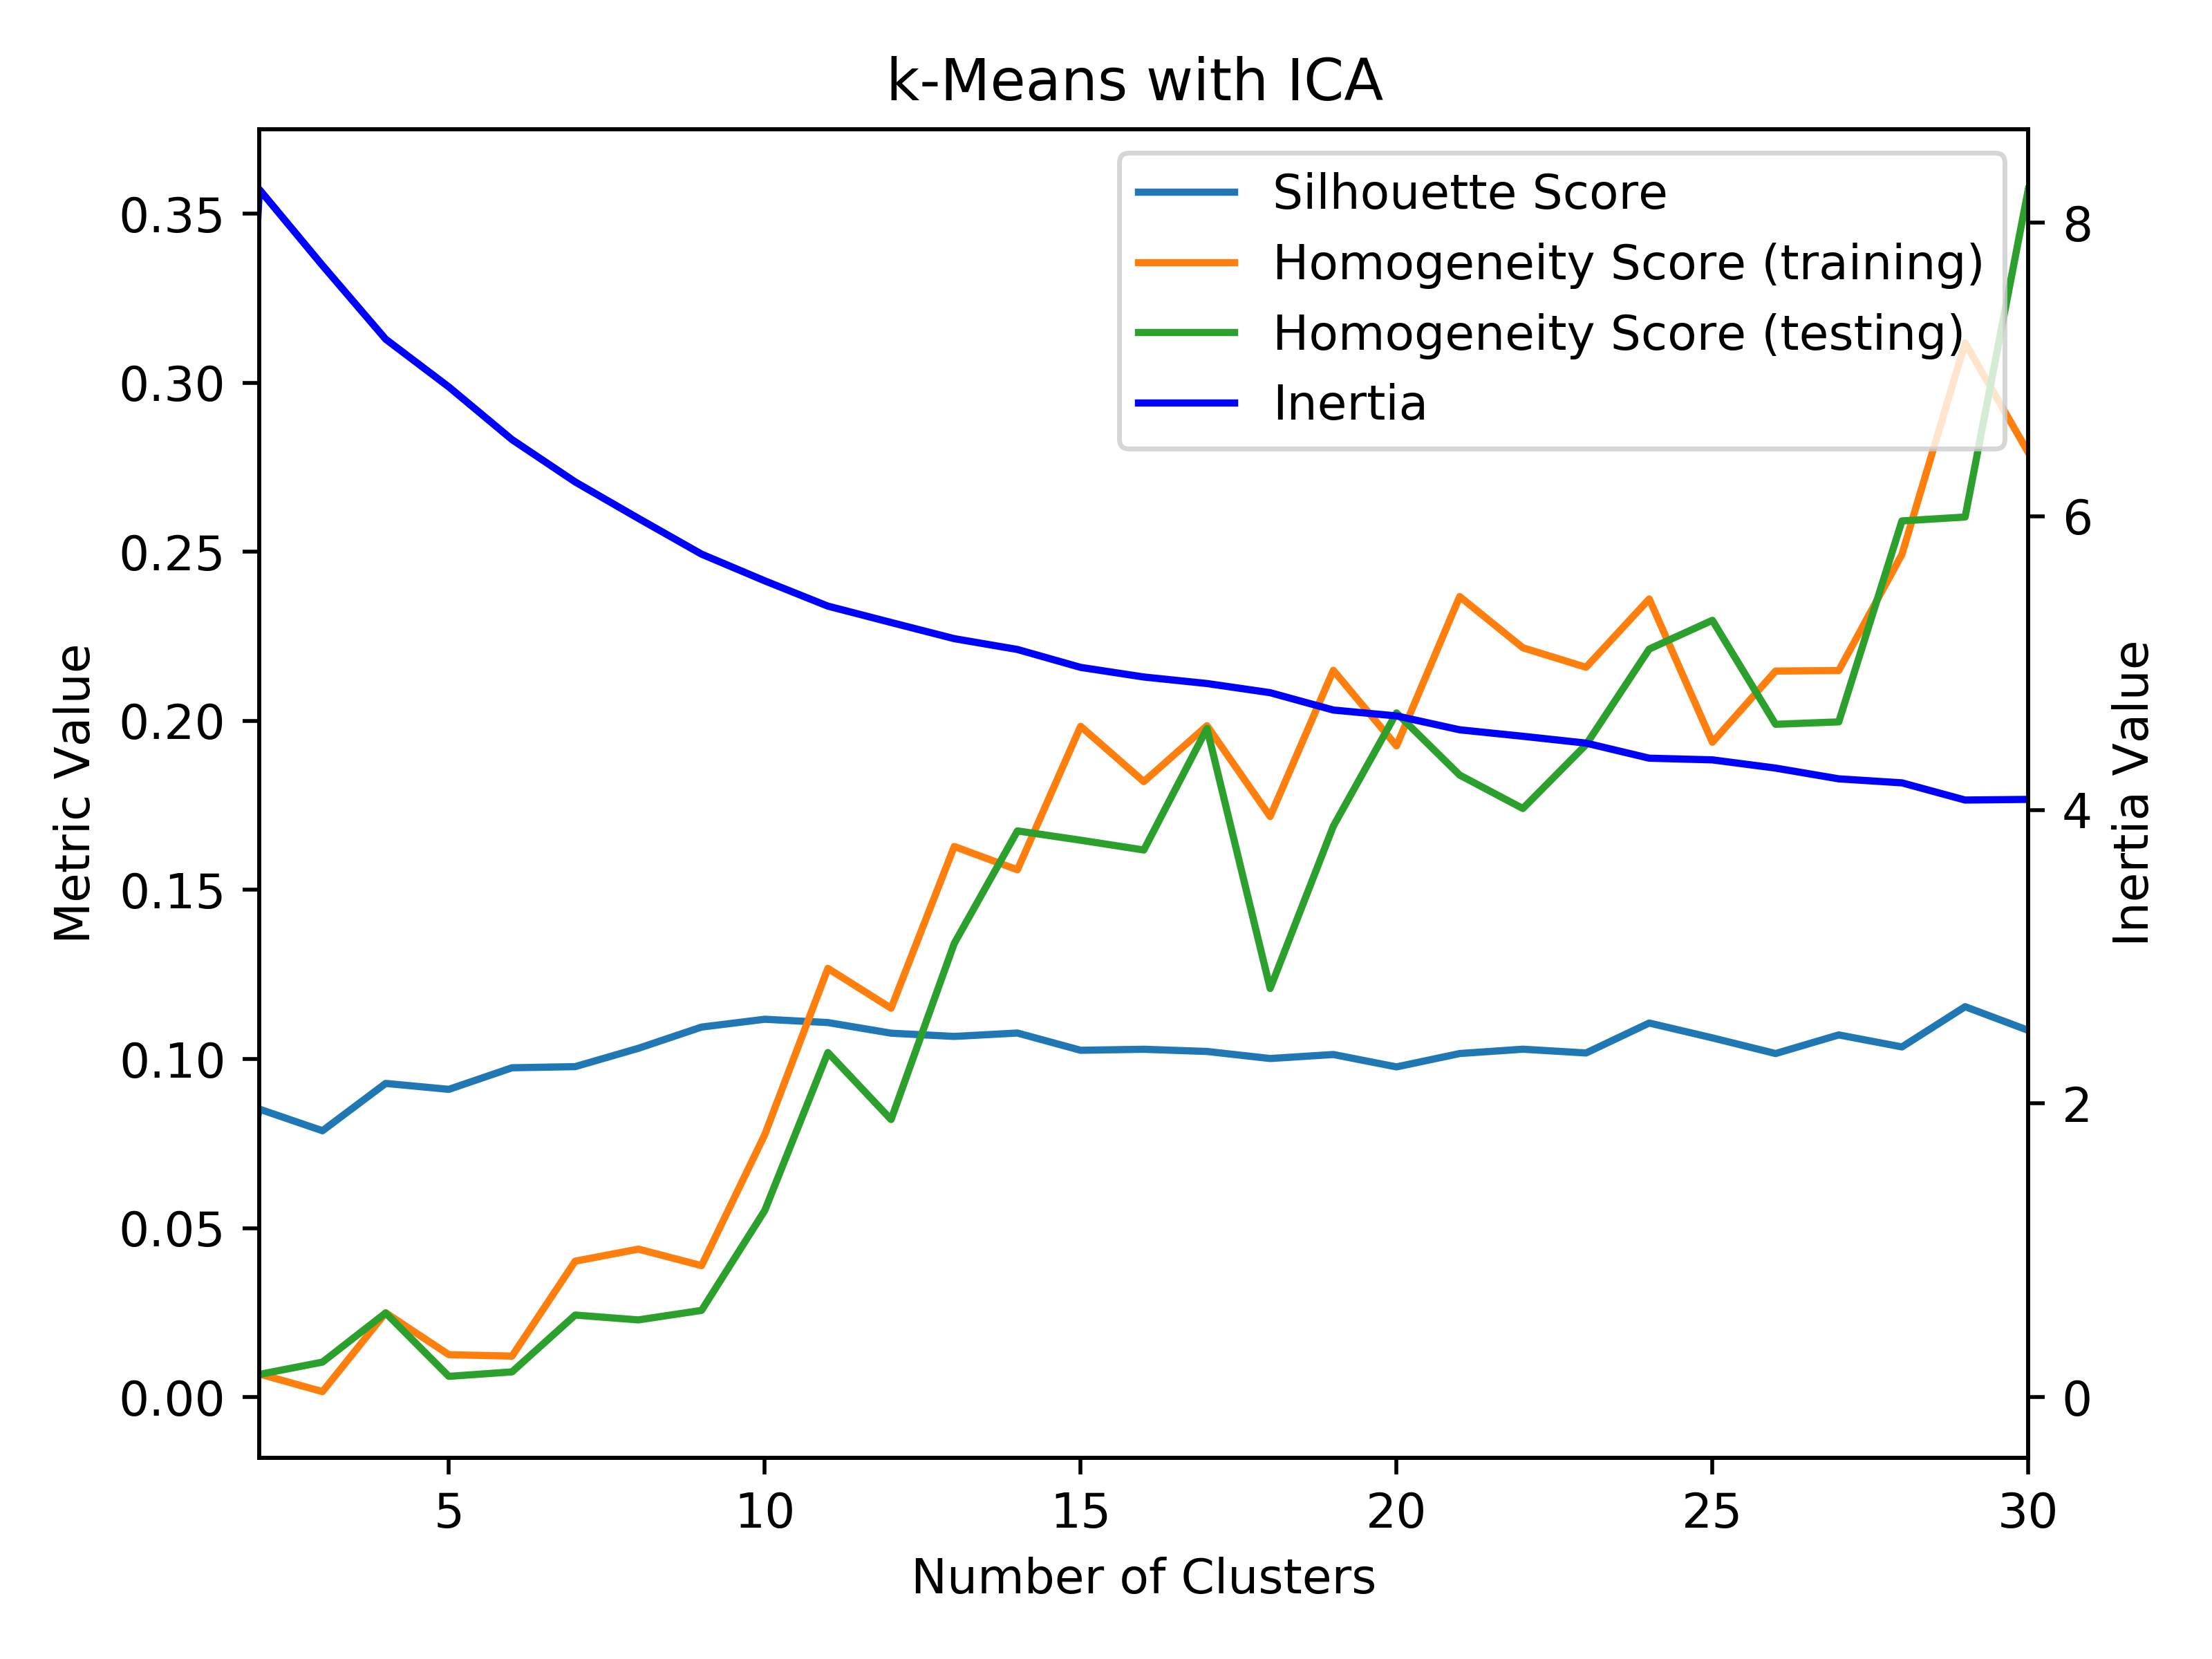 k-Means with ICA
Silhouette Score
Homogeneity Score (training)
Homogeneity Score (testing)
Inertia
0.35
0.30
0.25
0.20
0.15
0.10
0.05
0.00
Metric Value
8
6
4
2
0
Inertia Value
5 10 15 20 25 30
Number of Clusters